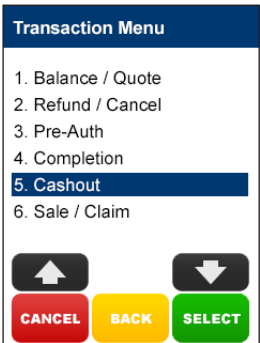 Transaction Menu
1. Balance / Quote
2. Refund / Cancel
3. Pre-Auth
4. Completion
5. Cashout
6. Sale / Claim
CANCEL BACK SELECT